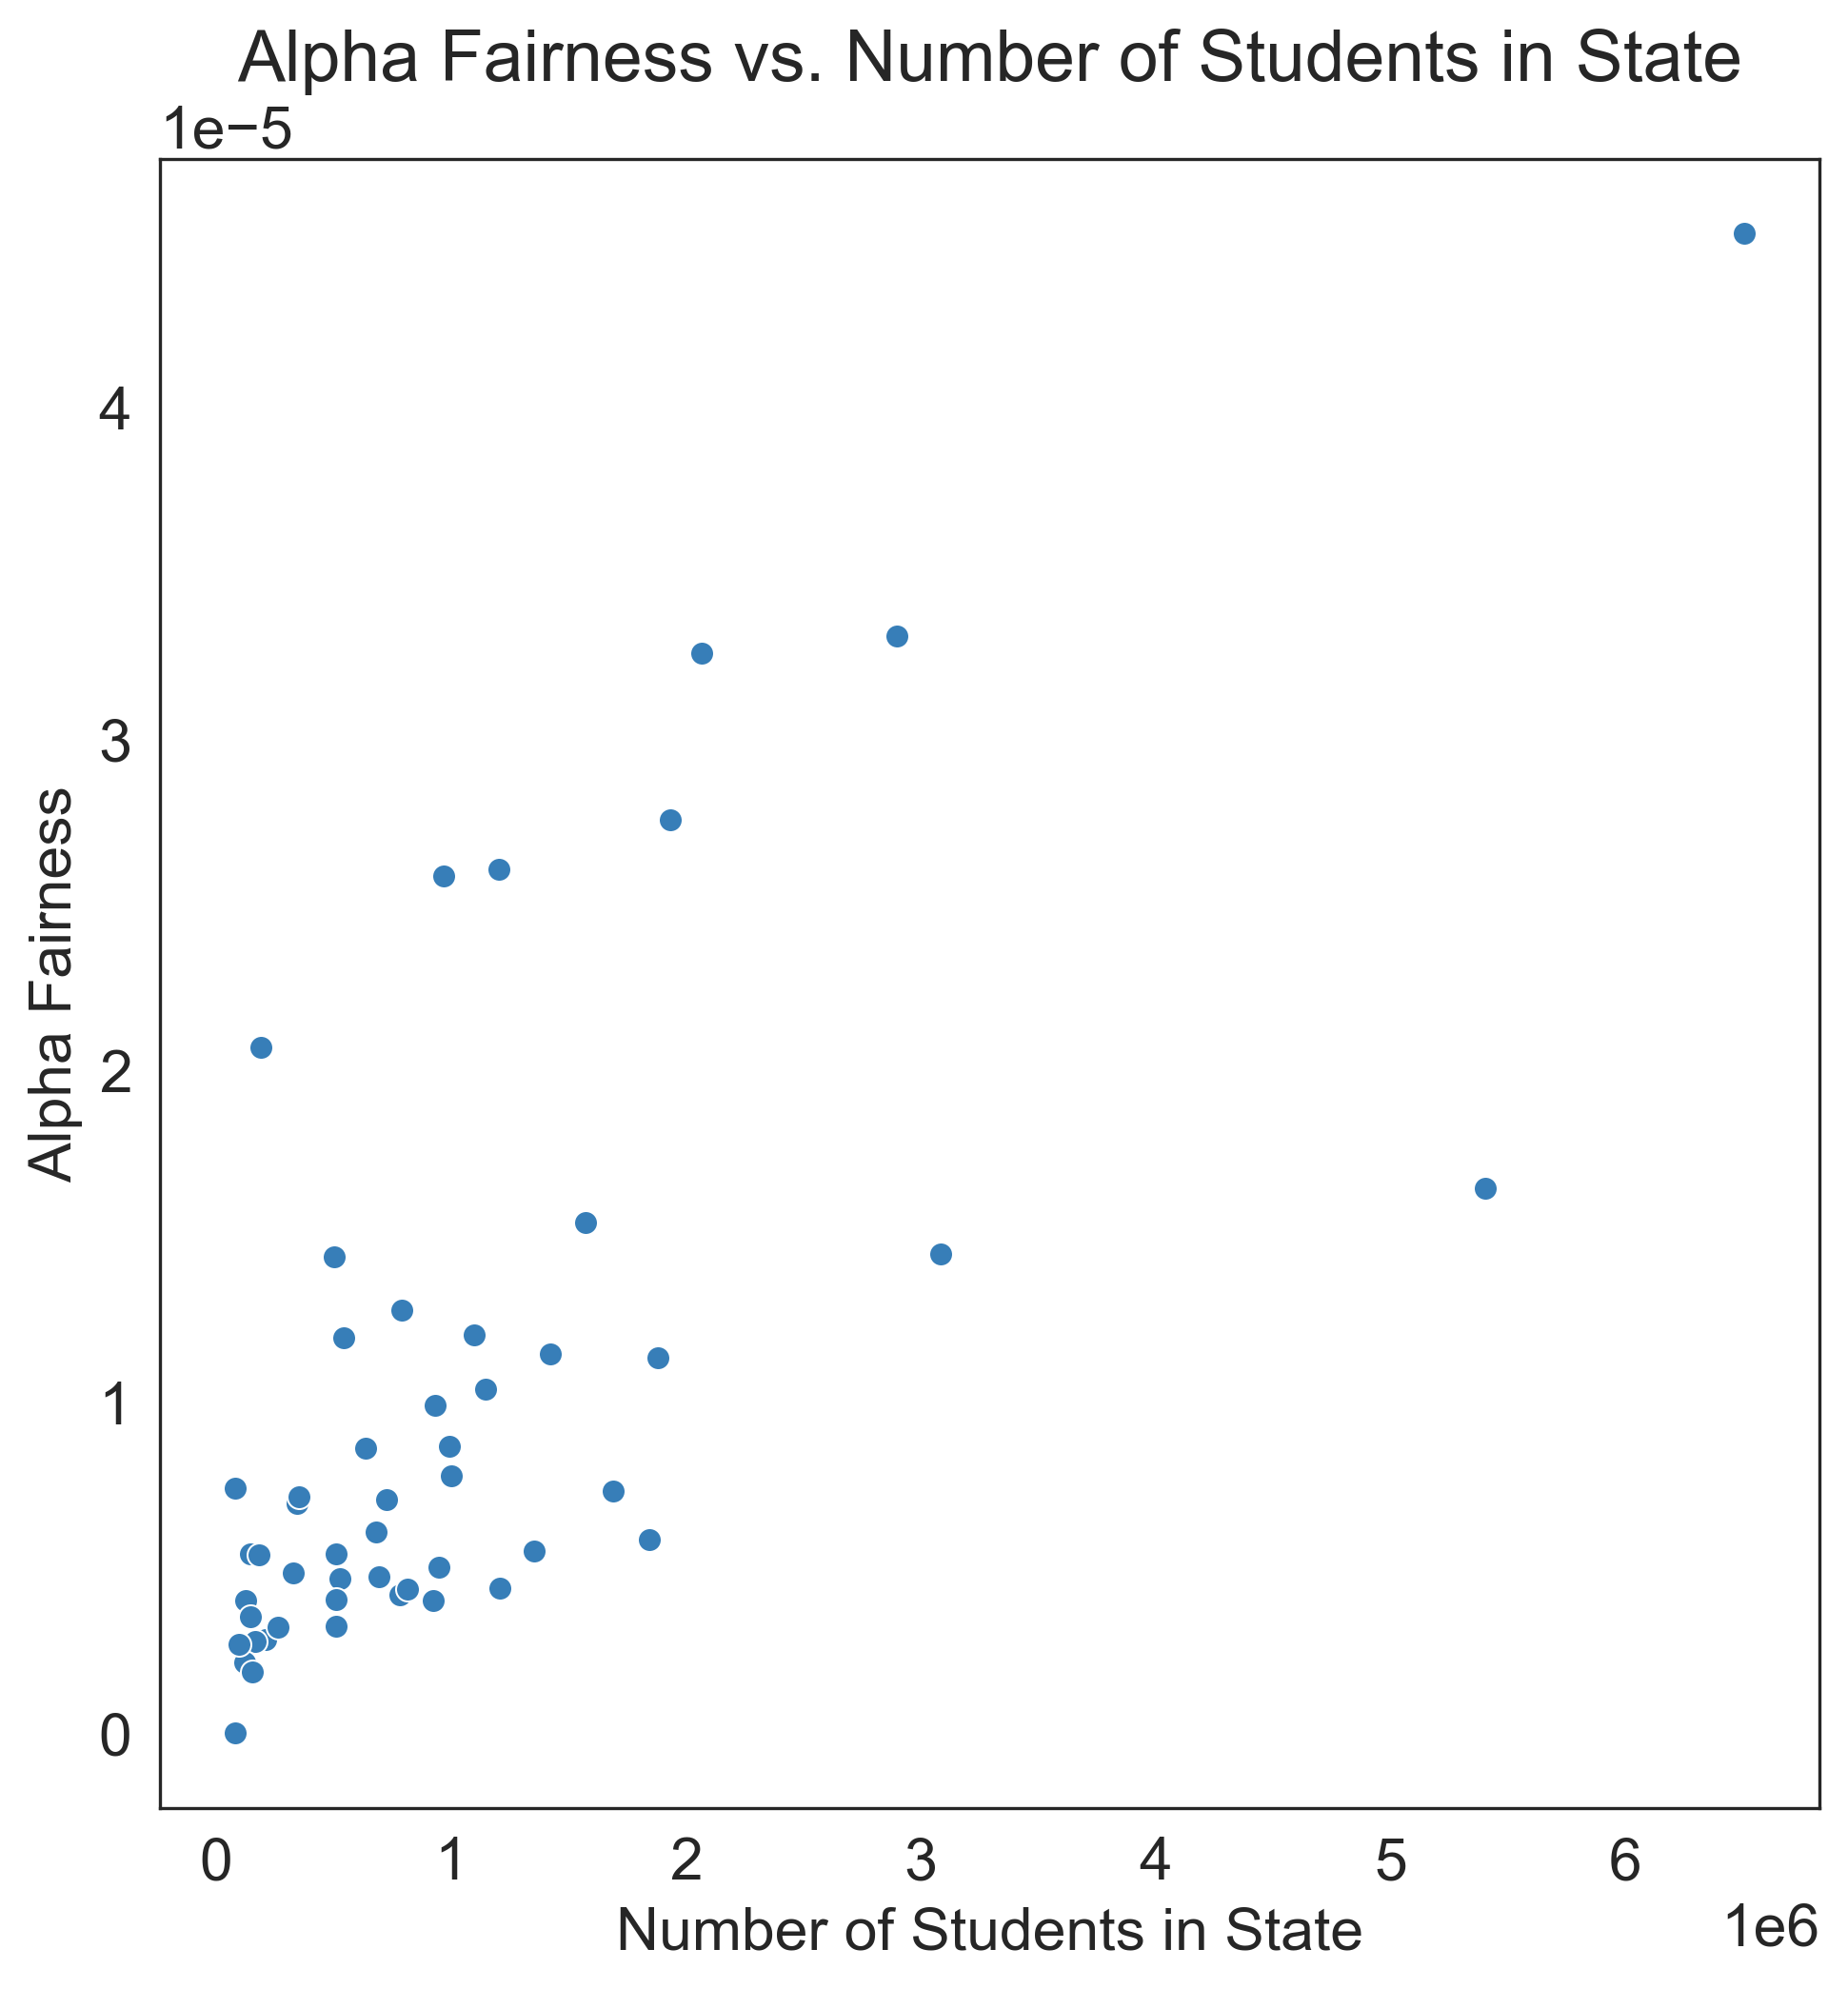 Alpha Fairness vs. Number of Students in State
1e−5
4
3
2
1
0
Alpha Fairness
0 1 2 3 4 5 6
Number of Students in State
1e6